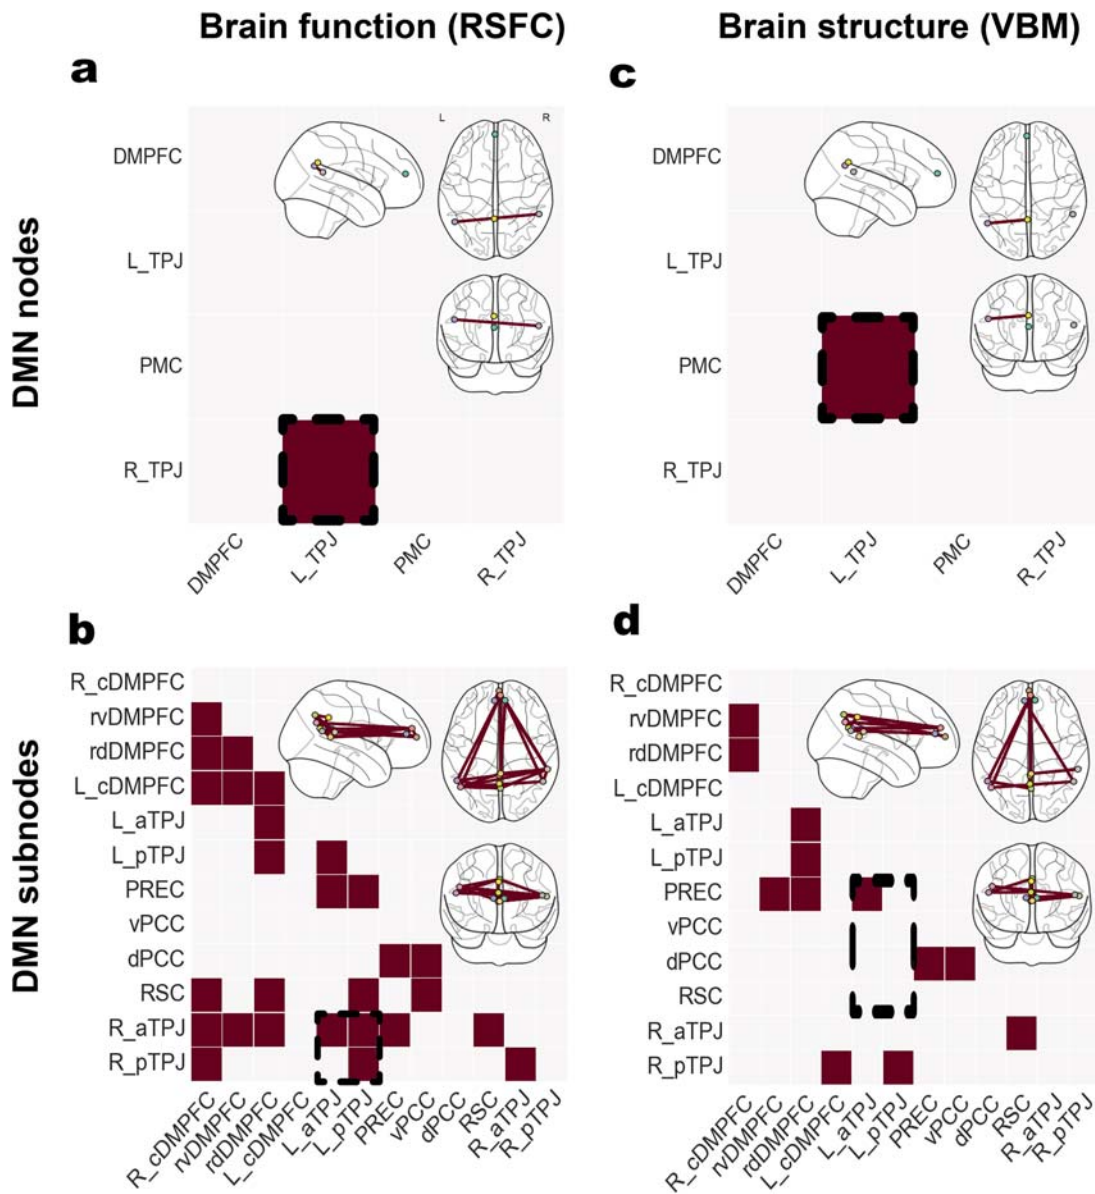 Brain function (RSFC)
Brain structure (VBM)
a
c
DMN nodes
L R
DMPFC
L_TPJ
PMC
R_TPJ
DMPFC
L_TPJ
PMC
R_TPJ
DMPFC
L_TPJ
PMC
R_TPJ
DMPFC
L_TPJ
PMC
R_TPJ
b
d
DMN subnodes
R_cDMPFC
rvDMPFC
rdDMPFC
L_cDMPFC
L_aTPJ
L_pTPJ
PREC
vPCC
dPCC
RSC
R_aTPJ
R_pTPJ
R_cDMPFC
rvDMPFC
rdDMPFC
L_cDMPFC
L_aTPJ
L_pTPJ
PREC
vPCC
dPCC
RSC
R_aTPJ
R_pTPJ
R_cDMPFC
rvDMPFC
rdDMPFC
L_cDMPFC
L_aTPJ
L_pTPJ
PREC
vPCC
dPCC
RSC
R_aTPJ
R_pTPJ
R_cDMPFC
rvDMPFC
rdDMPFC
L_cDMPFC
L_aTPJ
L_pTPJ
PREC
vPCC
dPCC
RSC
R_aTPJ
R_pTPJ